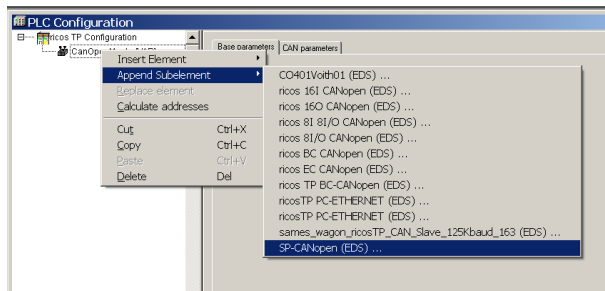 PLC Configuration
ricos TP Configuration
Base parameters
CAN parameters
Insert Element
Append Subelement
Replace element
Calculate addresses
Cut Ctrl+X
Copy Ctrl+C
Paste Ctrl+V
Delete Del
CO401Voith01 (EDS) ...
ricos 16I CANopen (EDS) ...
ricos 16O CANopen (EDS) ...
ricos 8I 8I/O CANopen (EDS) ...
ricos 8I/O CANopen (EDS) ...
ricos BC CANopen (EDS) ...
ricos EC CANopen (EDS) ...
ricos TP BC-CANopen (EDS) ...
ricosTP PC-ETHERNET (EDS) ...
ricosTP PC-ETHERNET (EDS) ...
sames_wagon_ricosTP_CAN_Slave_125Kbaud_163 (EDS) ...
SP-CANopen (EDS) ...